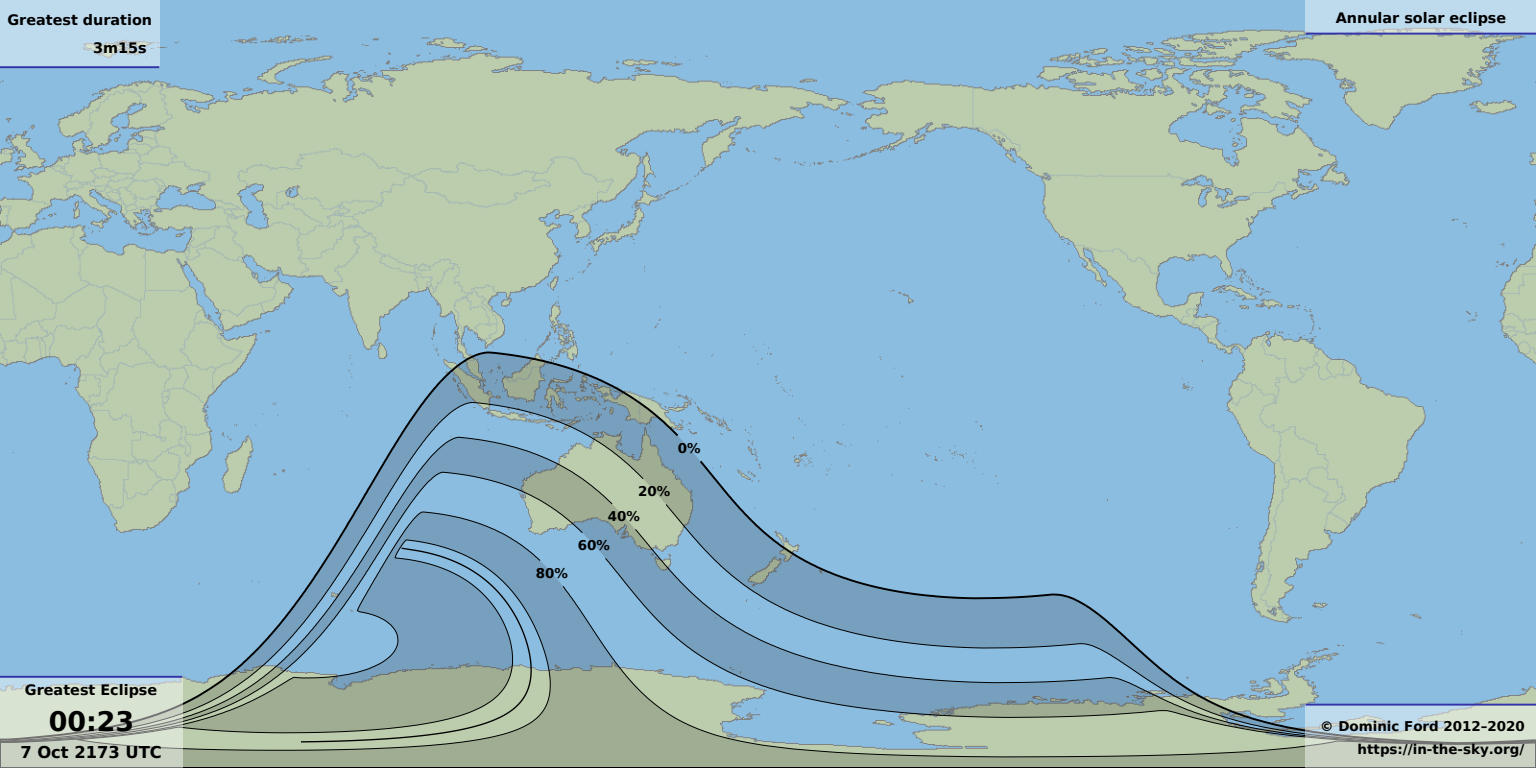 Greatest duration
3m15s
Annular solar eclipse
0%
20%
40%
60%
80%
Greatest Eclipse
00:23
7 Oct 2173 UTC
© Dominic Ford 2012–2020
https://in-the-sky.org/